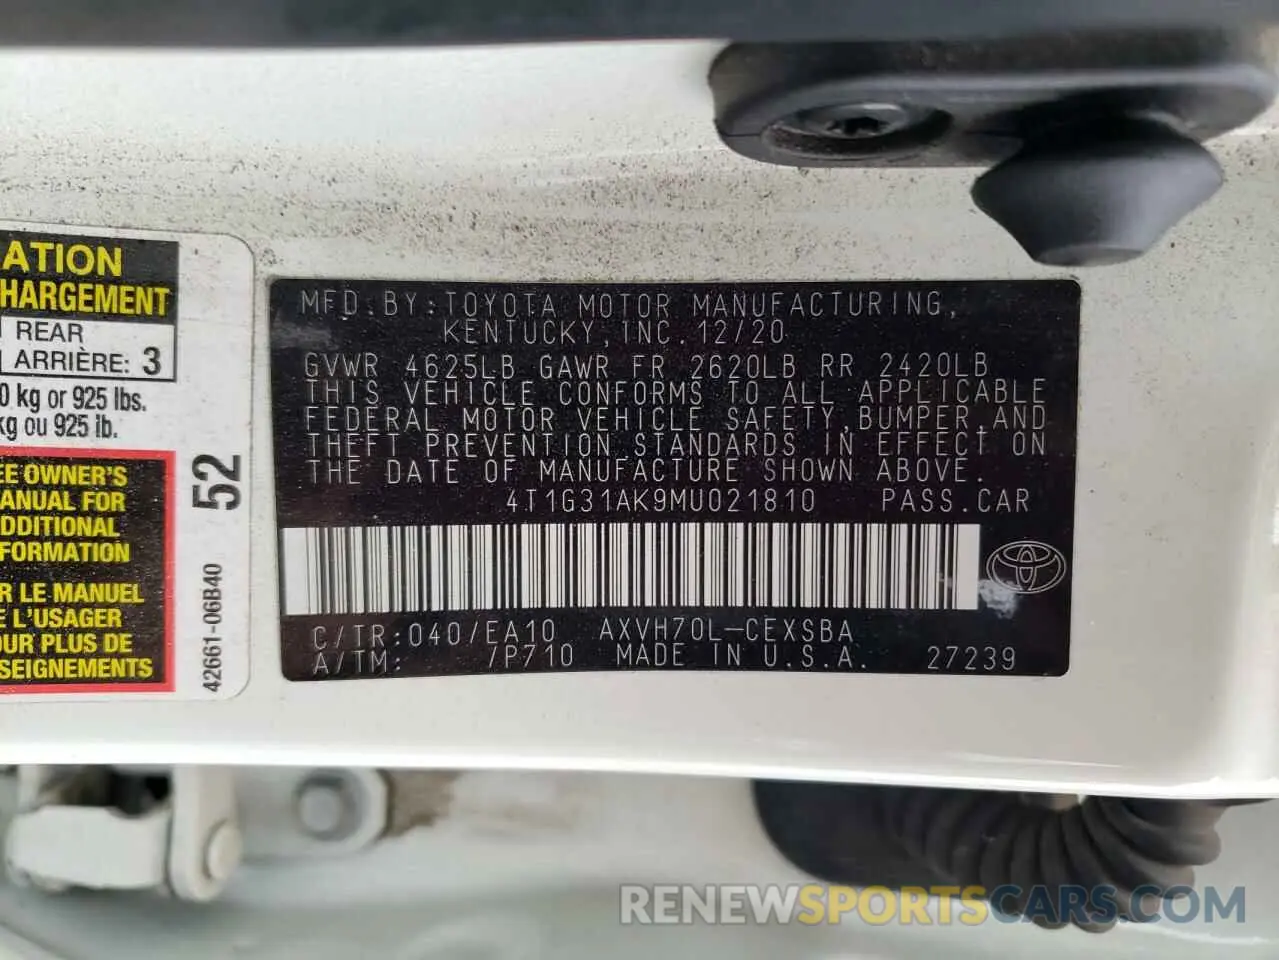 ATION
HARGEMENT
REAR
ARRIÈRE: 3
0 kg or 925 lbs.
kg ou 925 lb.
EE OWNER'S
ANUAL FOR
DDITIONAL
FORMATION
R LE MANUEL
E L'USAGER
UR PLUS DE
SEIGNEMENTS
52
42661-06B40
MFD.BY:TOYOTA MOTOR MANUFACTURING,
KENTUCKY, INC. 12/20
GVWR 4625LB GAWR FR 2620LB RR 2420LB
THIS VEHICLE CONFORMS TO ALL APPLICABLE
FEDERAL MOTOR VEHICLE SAFETY,BUMPER,AND
THEFT PREVENTION STANDARDS IN EFFECT ON
THE DATE OF MANUFACTURE SHOWN ABOVE.
4T1G31AK9MU021810 PASS.CAR
C/TR:040/EA10 AXVH70L-CEXSBA
A/TM: /P710 MADE IN U.S.A. 27239
RENEWSPORTSCARS.COM